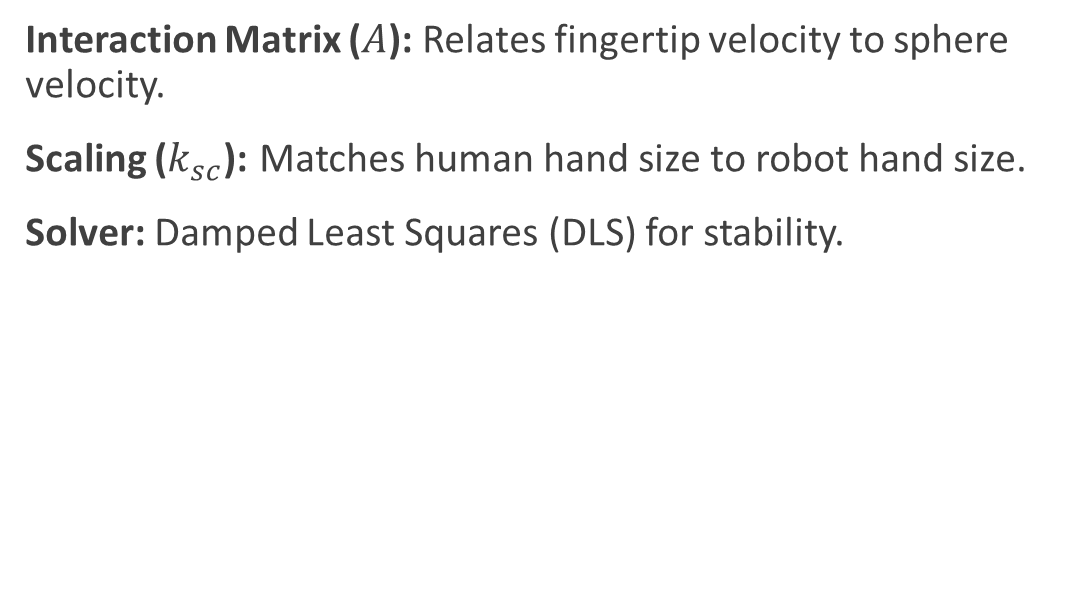 Interaction Matrix (𝐴): Relates fingertip velocity to sphere
velocity.
Scaling (𝑘𝑠𝑐): Matches human hand size to robot hand size.
Solver: Damped Least Squares (DLS) for stability.